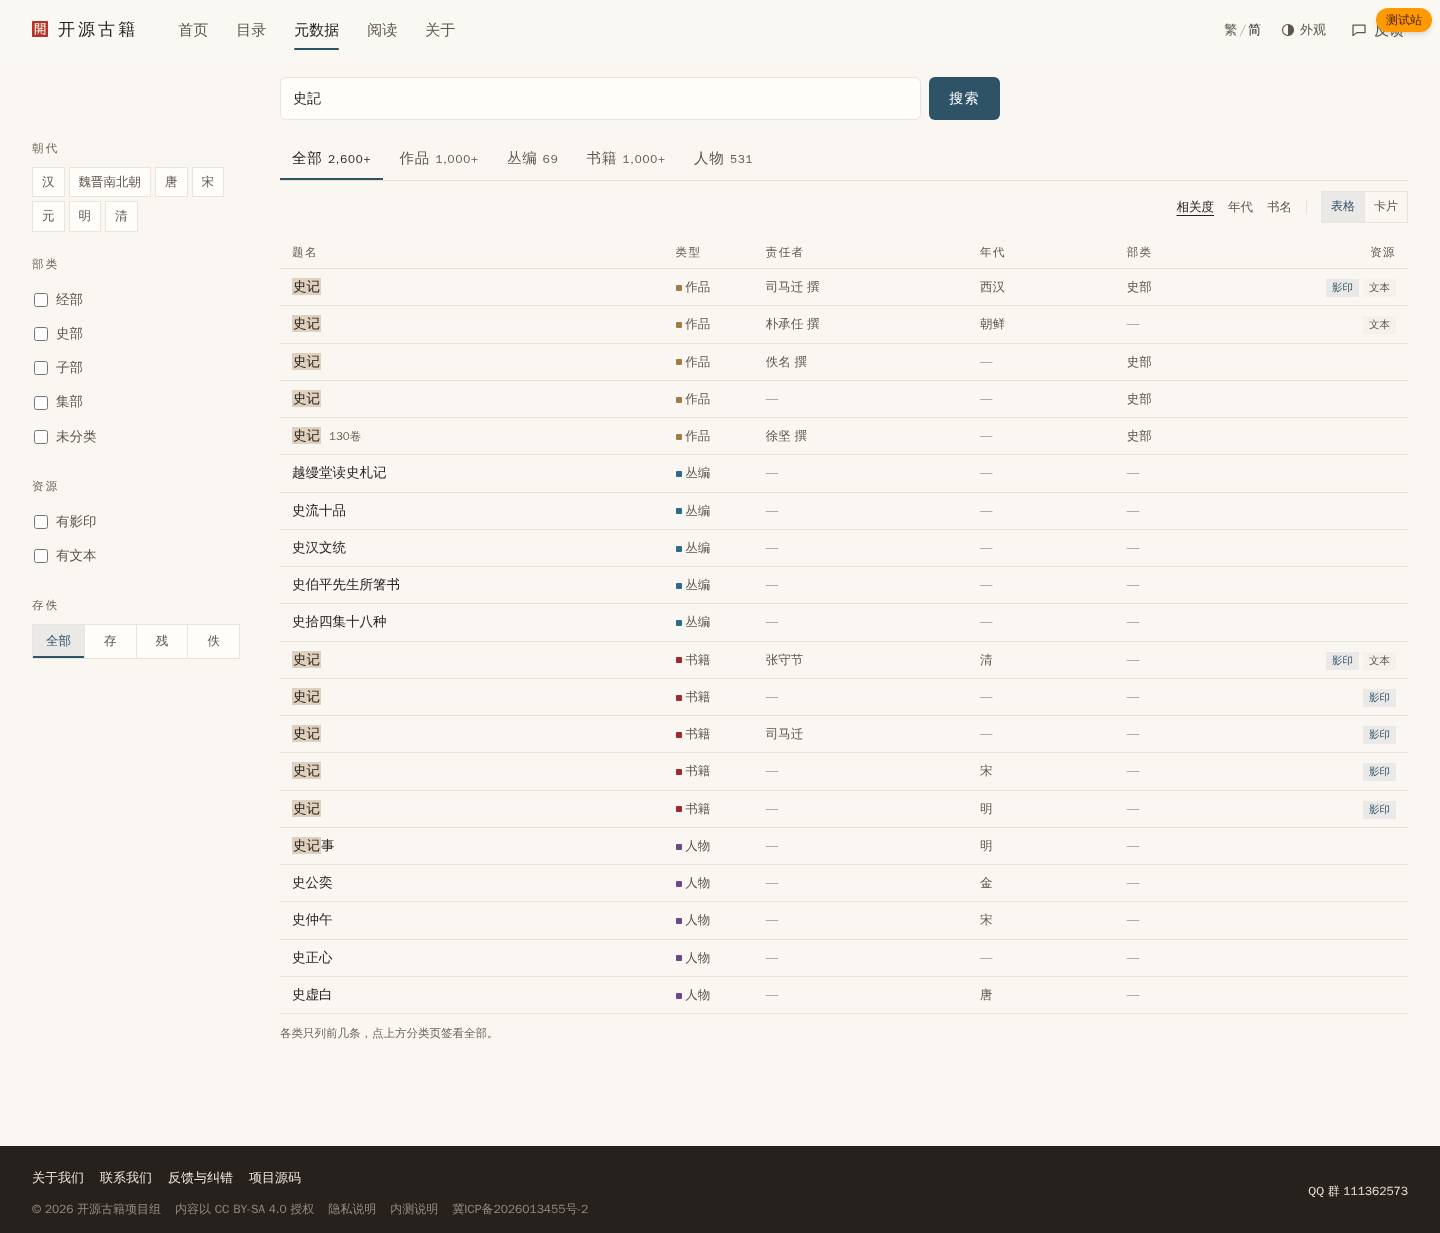 開 开源古籍 首页 目录 元数据 阅读 关于 繁/简 外观 测试站
史記 搜索
全部 2,600+ 作品 1,000+ 丛编 69 书籍 1,000+ 人物 531
相关度 年代 书名 表格 卡片
朝代
汉 魏晋南北朝 唐 宋
元 明 清
部类
经部
史部
子部
集部
未分类
资源
有影印
有文本
存佚
全部 存 残 佚
题名 类型 责任者 年代 部类 资源
史记 作品 司马迁 撰 西汉 史部 影印 文本
史记 作品 朴承任 撰 朝鲜 — 文本
史记 作品 佚名 撰 — 史部
史记 作品 — — 史部
史记 130卷 作品 徐坚 撰 — 史部
越缦堂读史札记 丛编 — — —
史流十品 丛编 — — —
史汉文统 丛编 — — —
史伯平先生所箸书 丛编 — — —
史拾四集十八种 丛编 — — —
史记 书籍 张守节 清 — 影印 文本
史记 书籍 — — — 影印
史记 书籍 司马迁 — — 影印
史记 书籍 — 宋 — 影印
史记 书籍 — 明 — 影印
史记事 人物 — 明 —
史公奕 人物 — 金 —
史仲午 人物 — 宋 —
史正心 人物 — — —
史虚白 人物 — 唐 —
各类只列前几条，点上方分类页签看全部。
关于我们 联系我们 反馈与纠错 项目源码
QQ 群 111362573
© 2026 开源古籍项目组 内容以 CC BY-SA 4.0 授权 隐私说明 内测说明 冀ICP备2026013455号-2